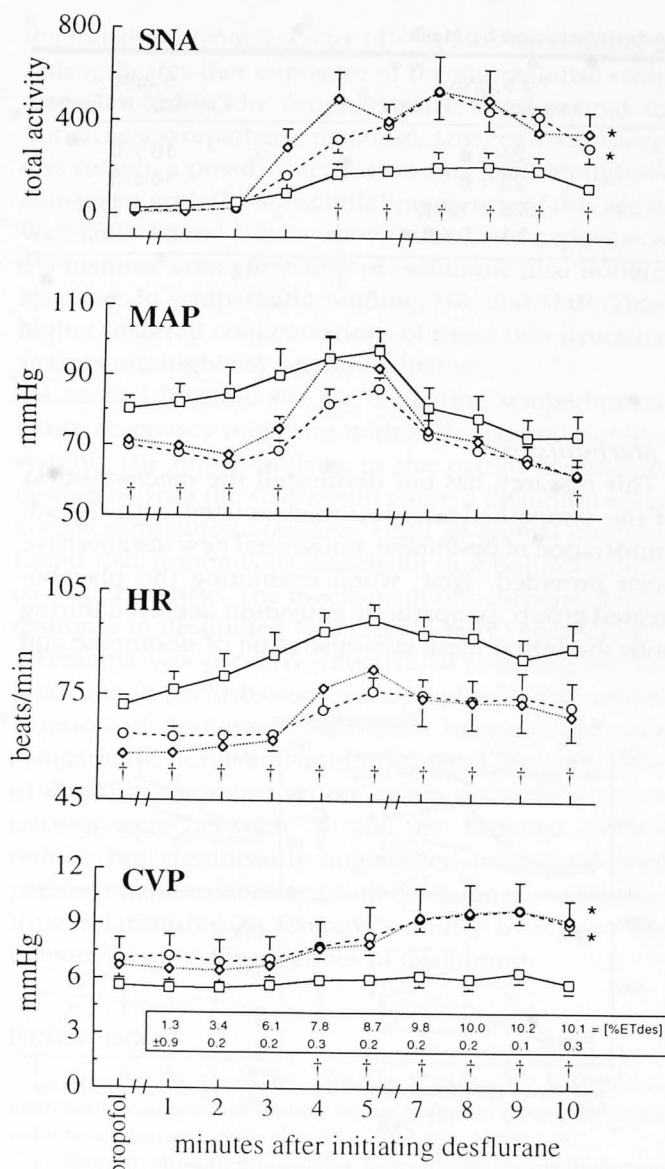 800
SNA
total activity
400
0
*
*
† † † † † †
110
MAP
mmHg
90
70
50
† † † † †
105
HR
beats/min
75
45
† † † † † † † † † †
12
CVP
mmHg
9
6
3
0
*
*
1.3 3.4 6.1 7.8 8.7 9.8 10.0 10.2 10.1 = [%ETdes]
±0.9 0.2 0.2 0.3 0.2 0.2 0.2 0.1 0.3
† † † † † †
propofol 1 2 3 4 5 7 8 9 10
minutes after initiating desflurane